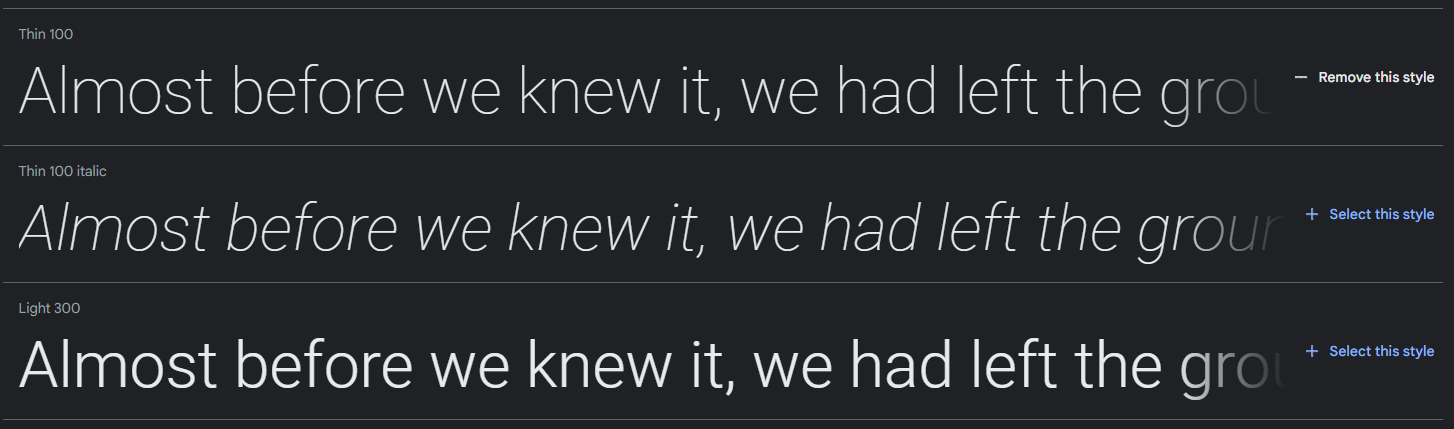 Thin 100
Almost before we knew it, we had left the grou
Remove this style
Thin 100 italic
Almost before we knew it, we had left the groun
Select this style
Light 300
Almost before we knew it, we had left the grou
Select this style